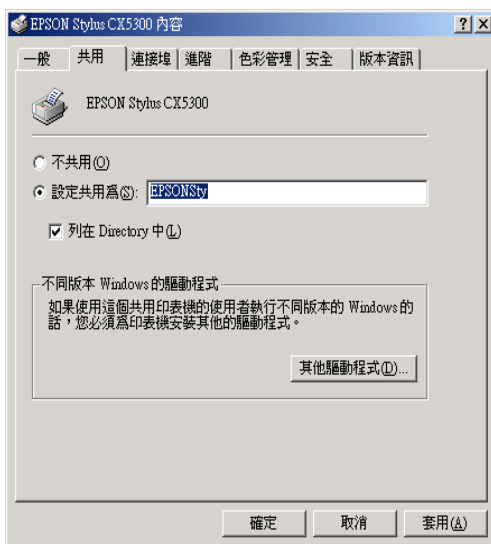 EPSON Stylus CX5300 內容
一般 共用 連接埠 進階 色彩管理 安全 版本資訊
EPSON Stylus CX5300
不共用(O)
設定共用為(S): EPSONSty
列在 Directory 中(L)
不同版本 Windows 的驅動程式
如果使用這個共用印表機的使用者執行不同版本的 Windows 的
話，您必須為印表機安裝其他的驅動程式。
其他驅動程式(D)...
確定 取消 套用(A)